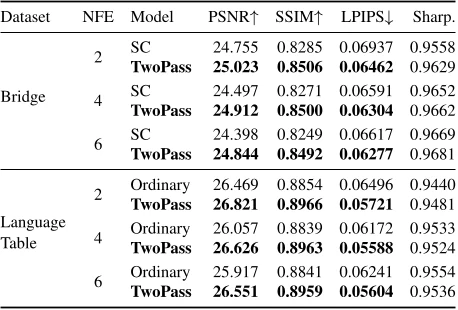 Dataset NFE Model PSNR↑ SSIM↑ LPIPS↓ Sharp.
Bridge 2 SC 24.755 0.8285 0.06937 0.9558
TwoPass 25.023 0.8506 0.06462 0.9629
4 SC 24.497 0.8271 0.06591 0.9652
TwoPass 24.912 0.8500 0.06304 0.9662
6 SC 24.398 0.8249 0.06617 0.9669
TwoPass 24.844 0.8492 0.06277 0.9681
Language Table 2 Ordinary 26.469 0.8854 0.06496 0.9440
TwoPass 26.821 0.8966 0.05721 0.9481
4 Ordinary 26.057 0.8839 0.06172 0.9533
TwoPass 26.626 0.8963 0.05588 0.9524
6 Ordinary 25.917 0.8841 0.06241 0.9554
TwoPass 26.551 0.8959 0.05604 0.9536